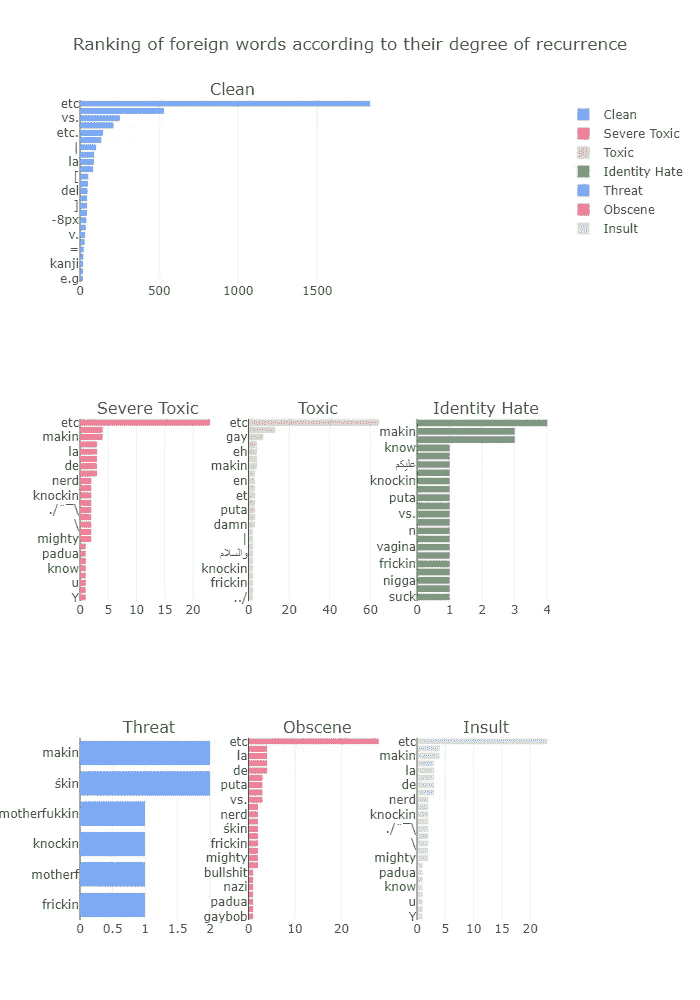 Ranking of foreign words according to their degree of recurrence
Clean
etc
vs.
etc.
|
la
[
del
]
-8px
v.
=
kanji
e.g
0 500 1000 1500
Clean
Severe Toxic
Toxic
Identity Hate
Threat
Obscene
Insult
Severe Toxic
etc
makin
la
de
nerd
knockin
./¨¯\
\
mighty
padua
know
u
Y
0 5 10 15 20
Toxic
etc
gay
eh
makin
en
et
puta
damn
|
والسلام
knockin
frickin
../
0 20 40 60
Identity Hate
makin
know
عليكم
knockin
puta
vs.
n
vagina
frickin
nigga
suck
0 1 2 3 4
Threat
makin
śkin
motherfukkin
knockin
motherf
frickin
0 0.5 1 1.5 2
Obscene
etc
la
de
puta
vs.
nerd
śkin
frickin
mighty
bullshit
nazi
padua
gaybob
0 10 20
Insult
etc
makin
la
de
nerd
knockin
./¨¯\
\
mighty
padua
know
u
Y
0 5 10 15 20